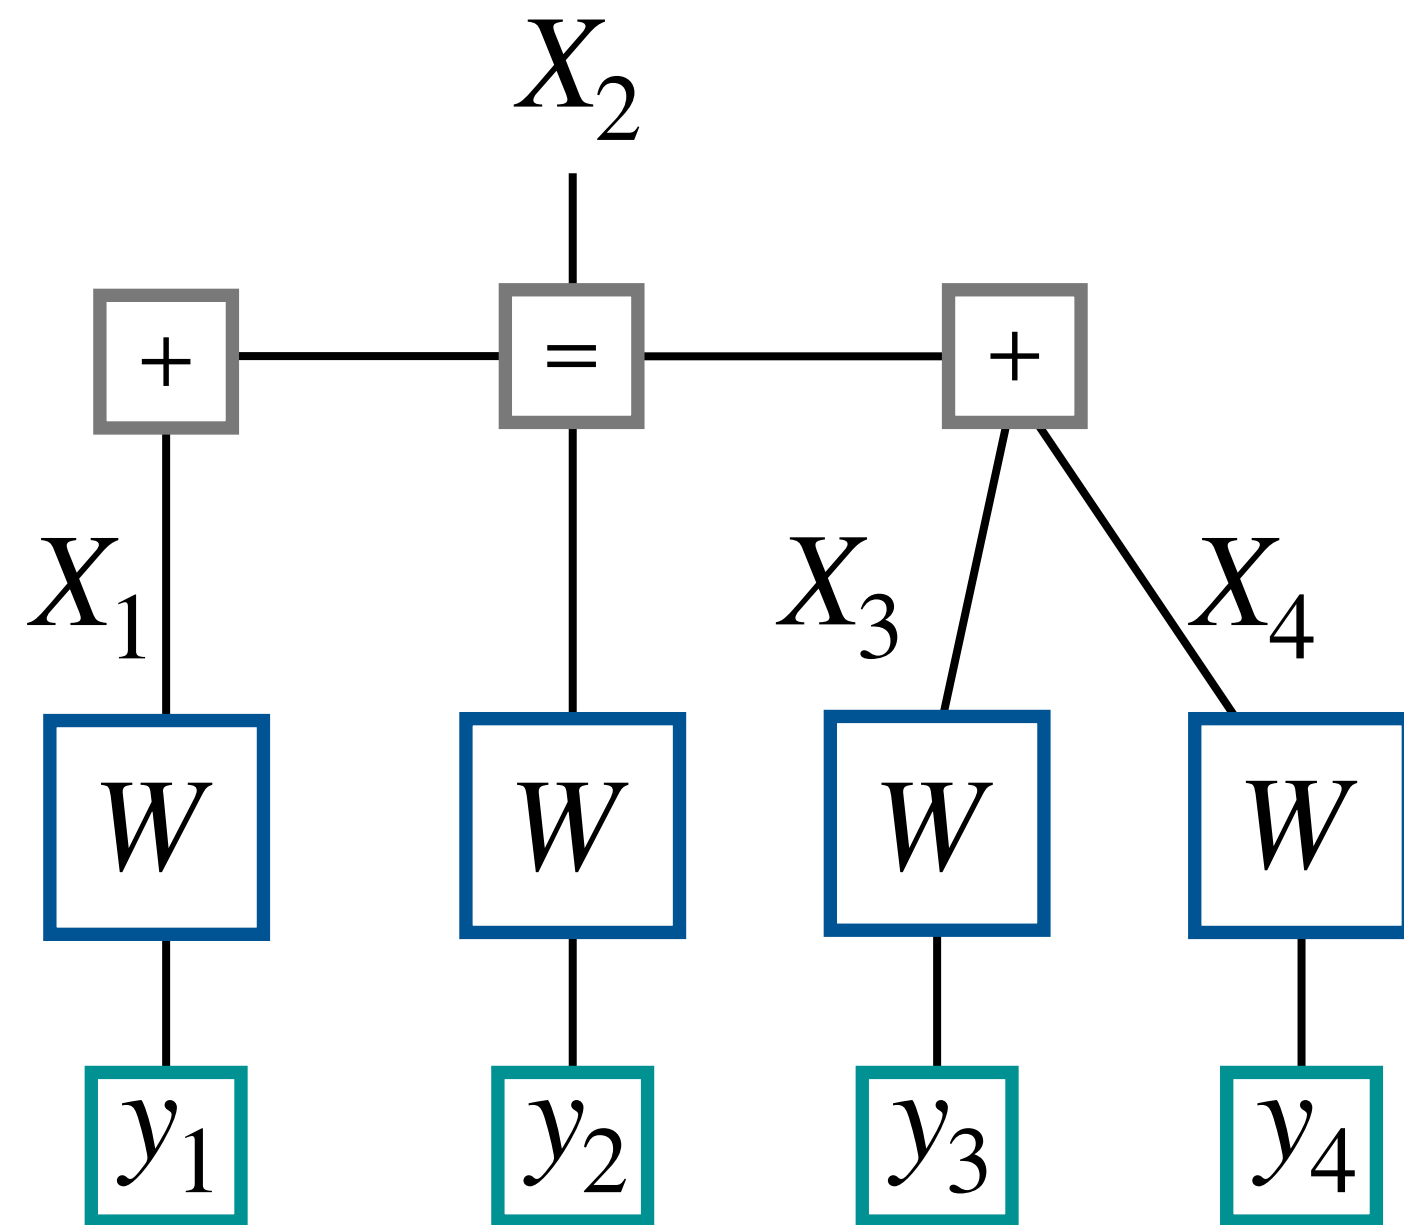 X₂
+ = +
X₁ X₃ X₄
W W W W
y₁ y₂ y₃ y₄